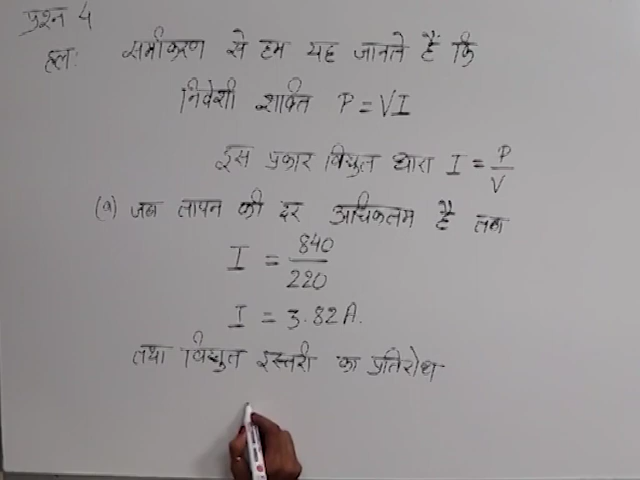 प्रश्न 4
हल: समीकरण से हम यह जानते हैं कि
निवेशी शक्ति P = VI
इस प्रकार विद्युत धारा I = P/V
(a) जब तापन की दर अधिकतम है तब
I = 840/220
I = 3.82A.
तथा विद्युत इस्तरी का प्रतिरोध